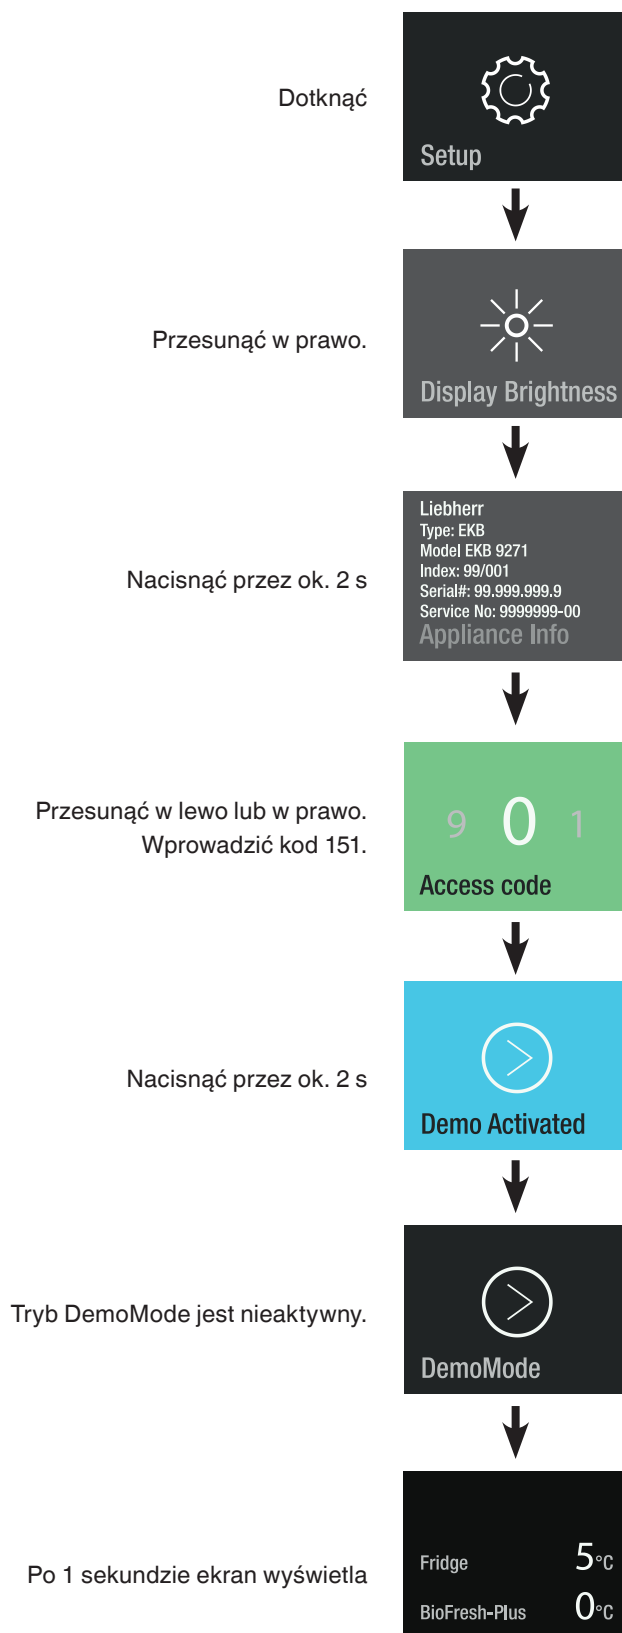 Dotknąć
Setup
Przesunąć w prawo.
Display Brightness
Nacisnąć przez ok. 2 s
Liebherr
Type: EKB
Model EKB 9271
Index: 99/001
Serial#: 99.999.999.9
Service No: 9999999-00
Appliance Info
Przesunąć w lewo lub w prawo.
Wprowadzić kod 151.
9 0 1
Access code
Nacisnąć przez ok. 2 s
Demo Activated
Tryb DemoMode jest nieaktywny.
DemoMode
Po 1 sekundzie ekran wyświetla
Fridge 5°C
BioFresh-Plus 0°C